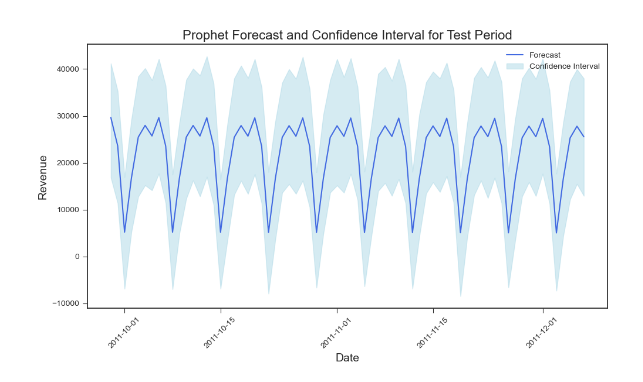 Prophet Forecast and Confidence Interval for Test Period
Forecast
Confidence Interval
40000
30000
20000
10000
0
−10000
Revenue
2011-10-01
2011-10-15
2011-11-01
2011-11-15
2011-12-01
Date